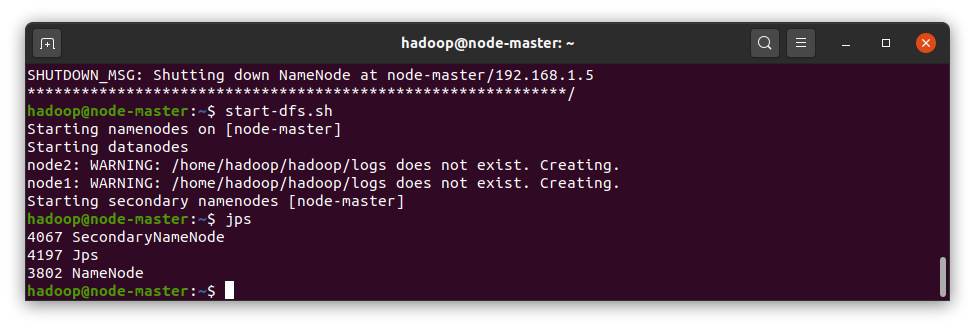 hadoop@node-master: ~
SHUTDOWN_MSG: Shutting down NameNode at node-master/192.168.1.5
************************************************************/
hadoop@node-master:~$ start-dfs.sh
Starting namenodes on [node-master]
Starting datanodes
node2: WARNING: /home/hadoop/hadoop/logs does not exist. Creating.
node1: WARNING: /home/hadoop/hadoop/logs does not exist. Creating.
Starting secondary namenodes [node-master]
hadoop@node-master:~$ jps
4067 SecondaryNameNode
4197 Jps
3802 NameNode
hadoop@node-master:~$